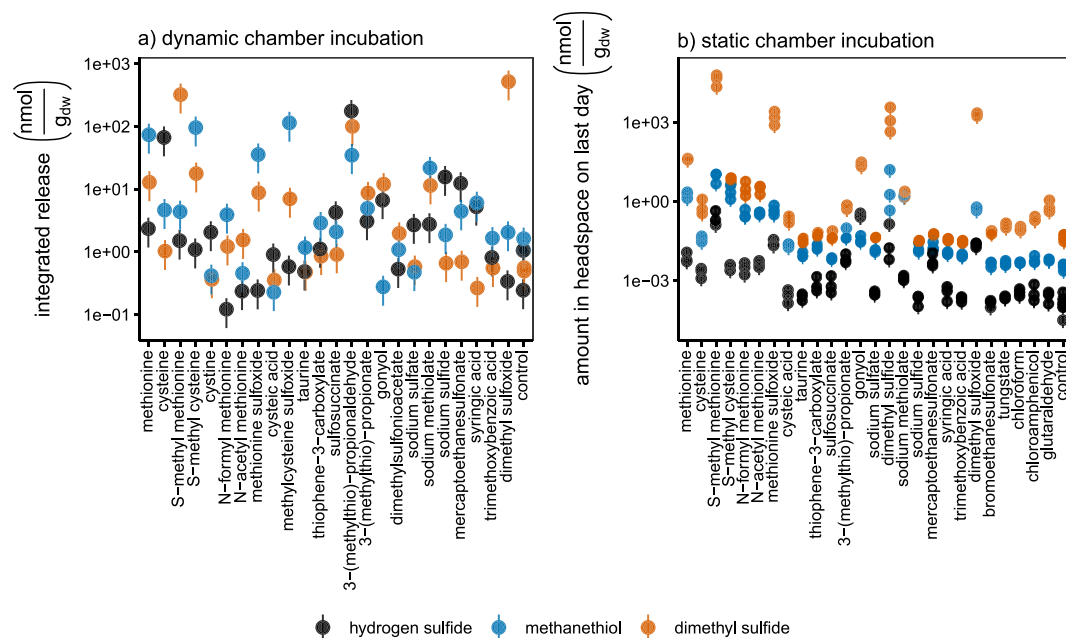 a) dynamic chamber incubation
integrated release (nmol/g_dw)
1e+03
1e+02
1e+01
1e+00
1e−01
methionine
cysteine
S−methyl methionine
S−methyl cysteine
cystine
N−formyl methionine
N−acetyl methionine
methionine sulfoxide
cysteic acid
methylcysteine sulfoxide
taurine
thiophene−3−carboxylate
sulfosuccinate
3−(methylthio)−propionaldehyde
3−(methylthio)−propionate
gonyol
dimethylsulfonioacetate
sodium sulfate
sodium methiolate
sodium sulfide
mercaptoethanesulfonate
syringic acid
trimethoxybenzoic acid
dimethyl sulfoxide
control
b) static chamber incubation
amount in headspace on last day (nmol/g_dw)
1e+03
1e+00
1e−03
methionine
cysteine
S−methyl methionine
S−methyl cysteine
N−formyl methionine
N−acetyl methionine
methionine sulfoxide
cysteic acid
taurine
thiophene−3−carboxylate
sulfosuccinate
3−(methylthio)−propionate
gonyol
sodium sulfate
dimethyl sulfide
sodium methiolate
sodium sulfide
mercaptoethanesulfonate
syringic acid
trimethoxybenzoic acid
dimethyl sulfoxide
bromoethanesulfonate
tungstate
chloroform
chloroamphenicol
glutaraldehyde
control
hydrogen sulfide
methanethiol
dimethyl sulfide